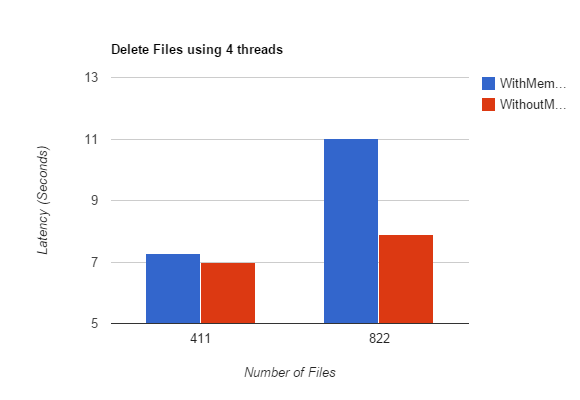 Delete Files using 4 threads
13
11
9
7
5
Latency (Seconds)
411
822
Number of Files
WithMem...
WithoutM...